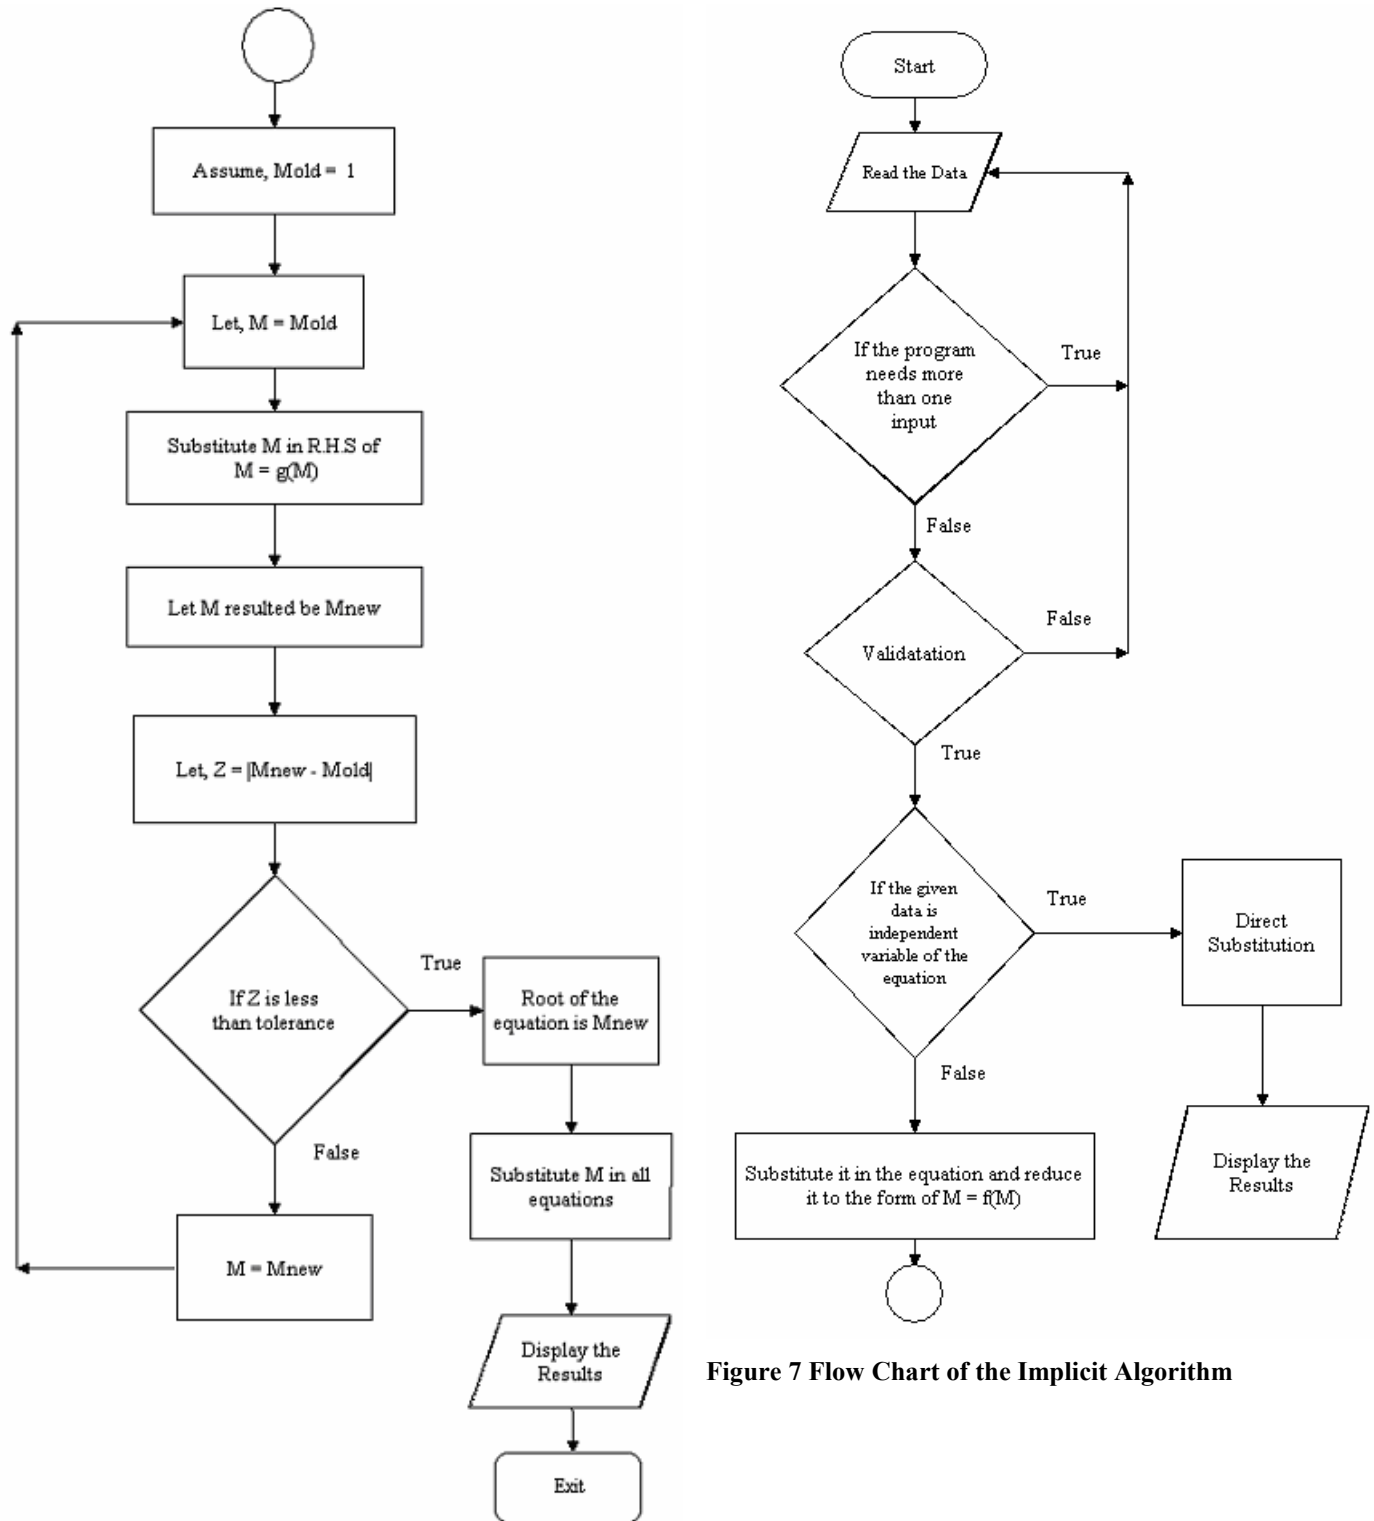 Assume, Mold = 1
Let, M = Mold
Substitute M in R.H.S of
M = g(M)
Let M resulted be Mnew
Let, Z = |Mnew - Mold|
If Z is less
than tolerance
True
Root of the
equation is Mnew
False
Substitute M in all
equations
M = Mnew
Display the
Results
Exit
Start
Read the Data
If the program
needs more
than one
input
True
False
Validatation
False
True
If the given
data is
independent
variable of the
equation
True
Direct
Substitution
False
Substitute it in the equation and reduce
it to the form of M = f(M)
Display the
Results
Figure 7 Flow Chart of the Implicit Algorithm